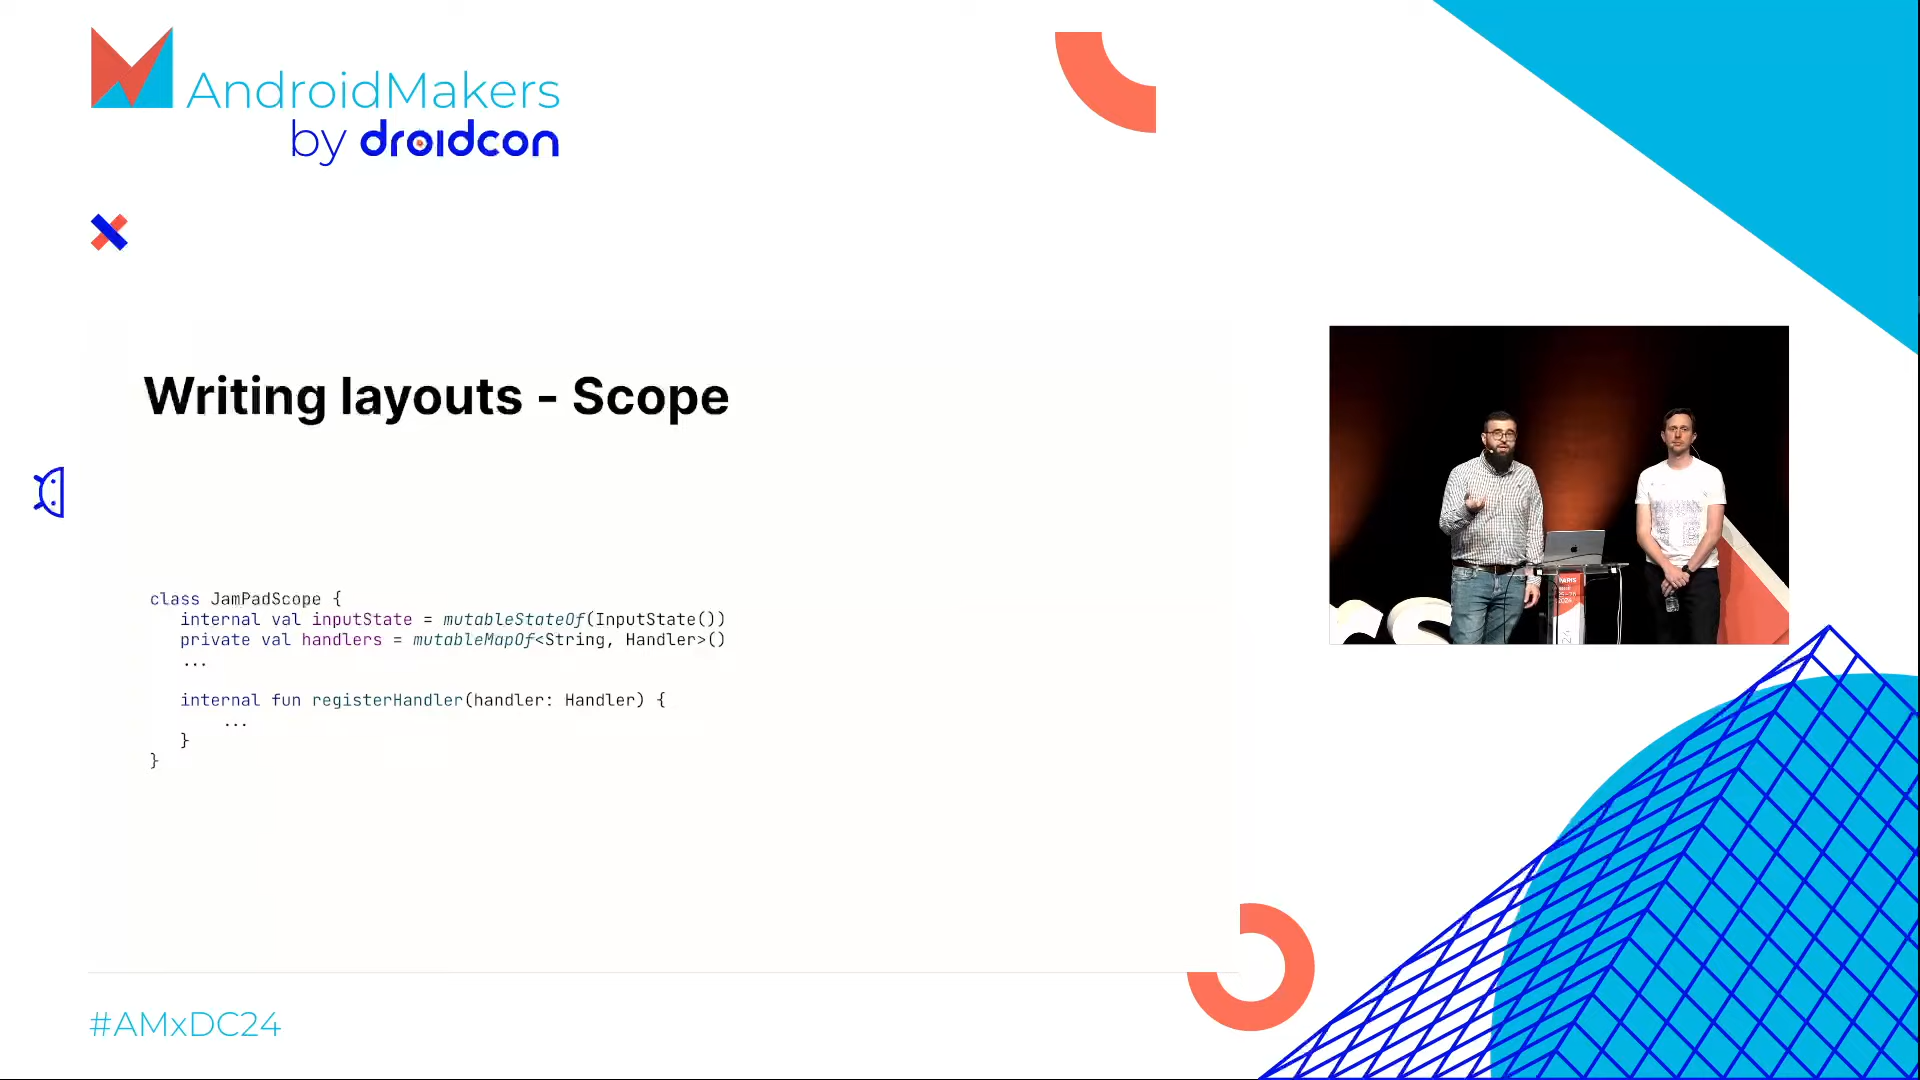 AndroidMakers
by droidcon
Writing layouts - Scope
class JamPadScope {
internal val inputState = mutableStateOf(InputState())
private val handlers = mutableMapOf<String, Handler>()
...
internal fun registerHandler(handler: Handler) {
...
}
}
#AMxDC24